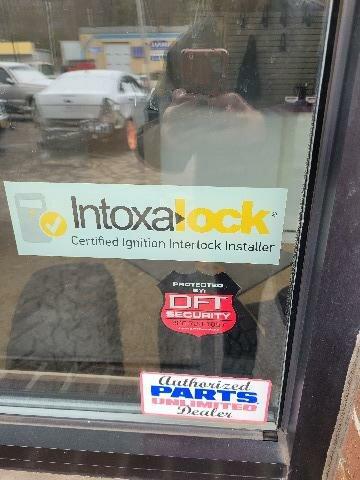 Intoxalock
Certified Ignition Interlock Installer
PROTECTED
BY:
DFT
SECURITY
Authorized
PARTS
UNLIMITED
Dealer